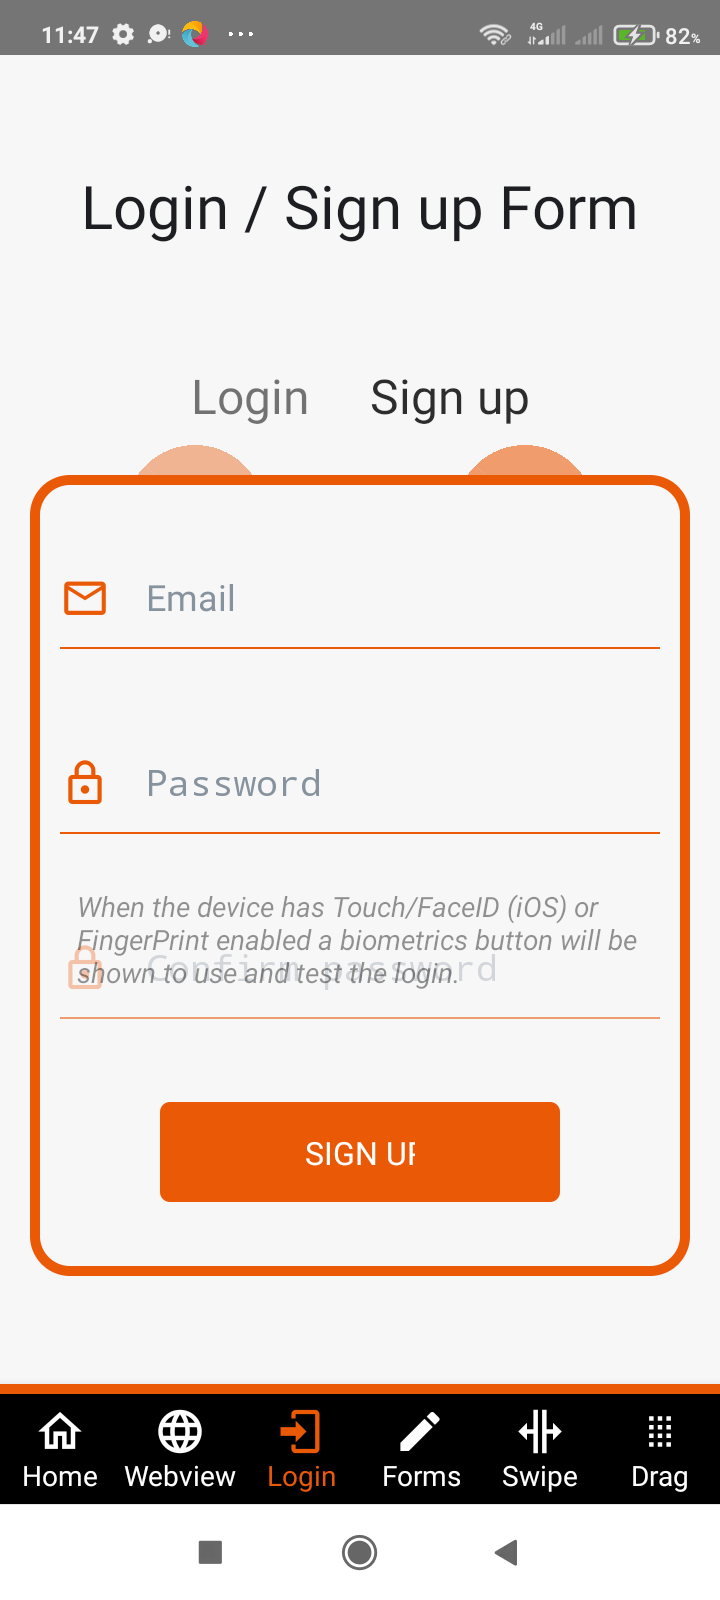 11:47
4G
82%
Login / Sign up Form
Login
Sign up
Email
Password
When the device has Touch/FaceID (iOS) or
FingerPrint enabled a biometrics button will be
shown to use and test the login.
Confirm password
SIGN UP
Home
Webview
Login
Forms
Swipe
Drag